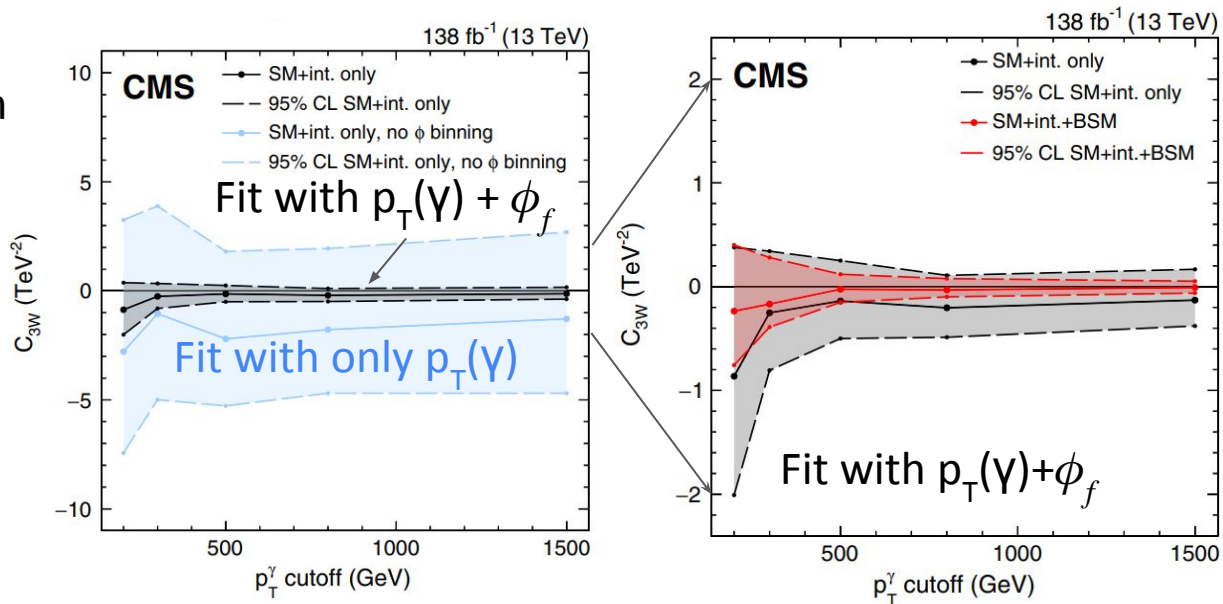 n
138 fb⁻¹ (13 TeV)
CMS
SM+int. only
95% CL SM+int. only
SM+int. only, no ϕ binning
95% CL SM+int. only, no ϕ binning
Fit with p_T(γ) + ϕ_f
Fit with only p_T(γ)
10
5
0
−5
−10
C_3W (TeV⁻²)
500
1000
1500
p_T^γ cutoff (GeV)
138 fb⁻¹ (13 TeV)
CMS
SM+int. only
95% CL SM+int. only
SM+int.+BSM
95% CL SM+int.+BSM
2
1
0
−1
−2
C_3W (TeV⁻²)
Fit with p_T(γ)+ϕ_f
500
1000
1500
p_T^γ cutoff (GeV)